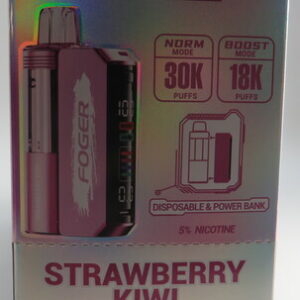 NORM
MODE
30K
PUFFS
BOOST
MODE
18K
PUFFS
FOGER
DISPOSABLE & POWER BANK
5% NICOTINE
STRAWBERRY
KIWI